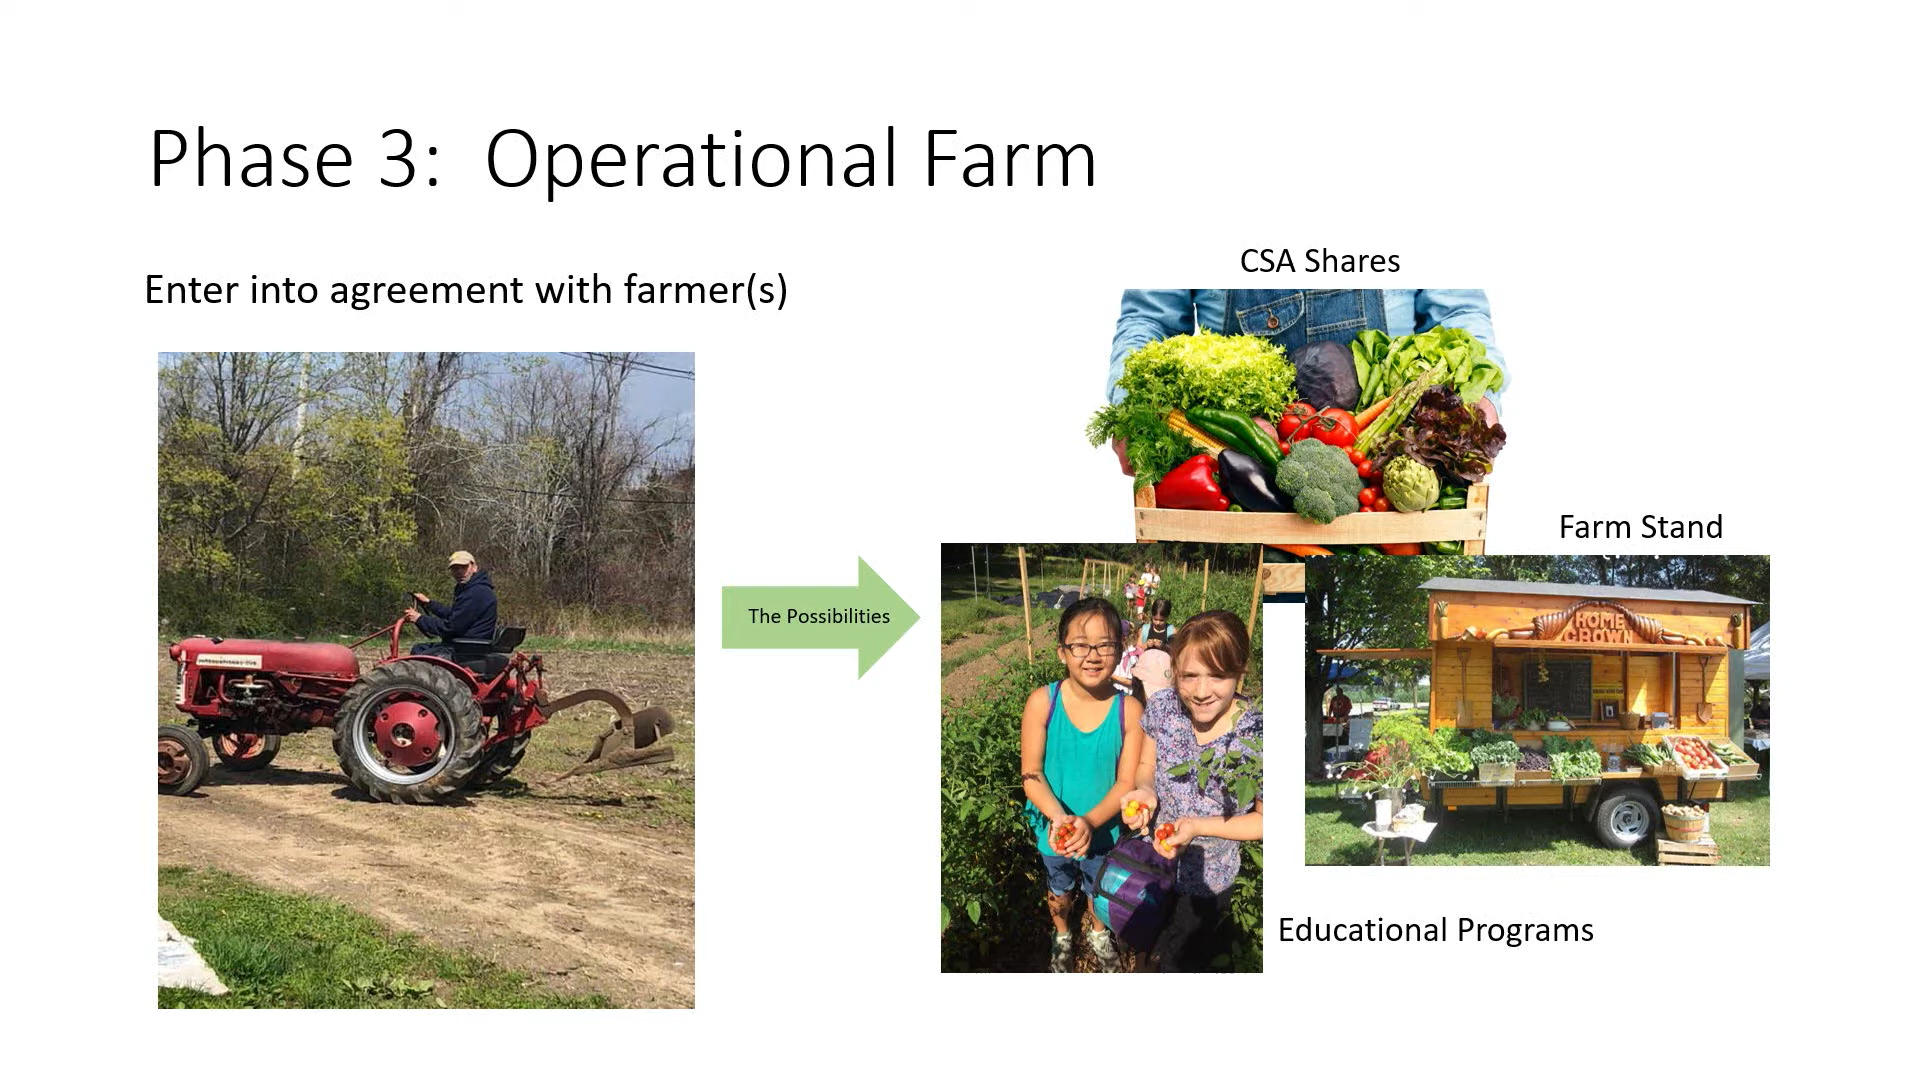 Phase 3: Operational Farm
Enter into agreement with farmer(s)
The Possibilities
CSA Shares
Farm Stand
HOME
GROWN
Educational Programs